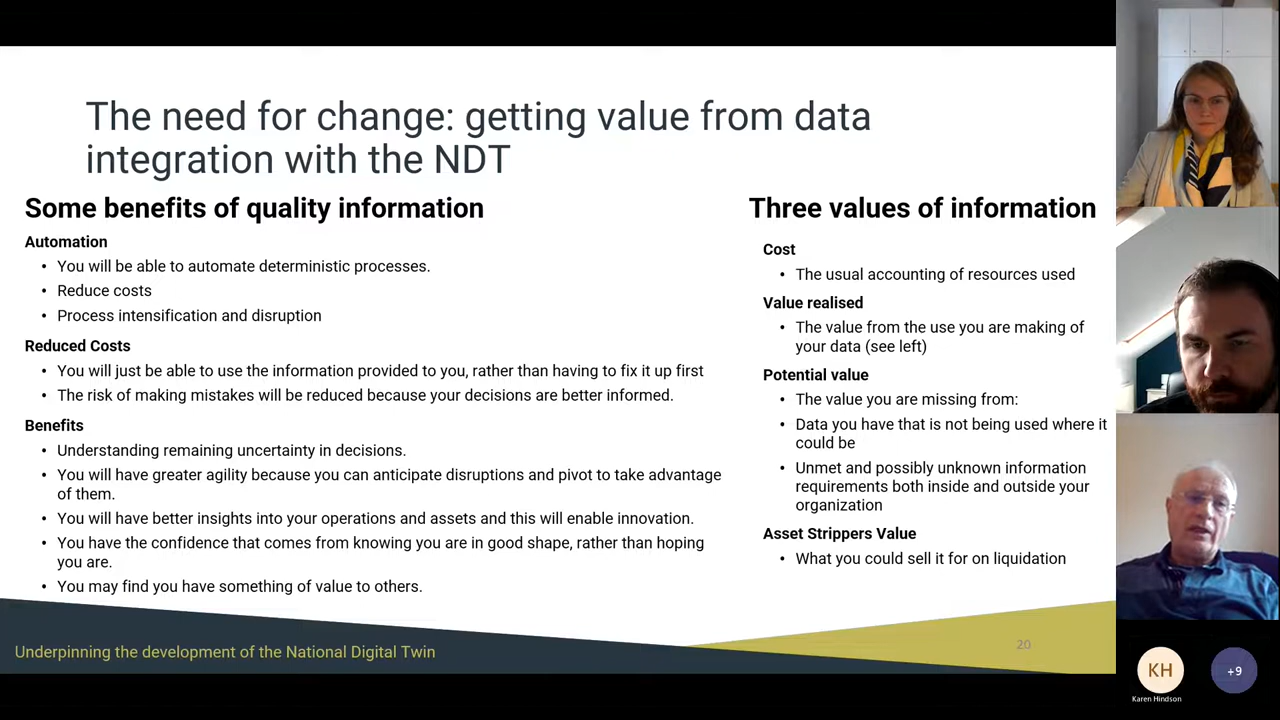 The need for change: getting value from data
integration with the NDT
Some benefits of quality information
Automation
• You will be able to automate deterministic processes.
• Reduce costs
• Process intensification and disruption
Reduced Costs
• You will just be able to use the information provided to you, rather than having to fix it up first
• The risk of making mistakes will be reduced because your decisions are better informed.
Benefits
• Understanding remaining uncertainty in decisions.
• You will have greater agility because you can anticipate disruptions and pivot to take advantage
of them.
• You will have better insights into your operations and assets and this will enable innovation.
• You have the confidence that comes from knowing you are in good shape, rather than hoping
you are.
• You may find you have something of value to others.
Three values of information
Cost
• The usual accounting of resources used
Value realised
• The value from the use you are making of
your data (see left)
Potential value
• The value you are missing from:
• Data you have that is not being used where it
could be
• Unmet and possibly unknown information
requirements both inside and outside your
organization
Asset Strippers Value
• What you could sell it for on liquidation
Underpinning the development of the National Digital Twin
20
KH
Karen Hindson
+9